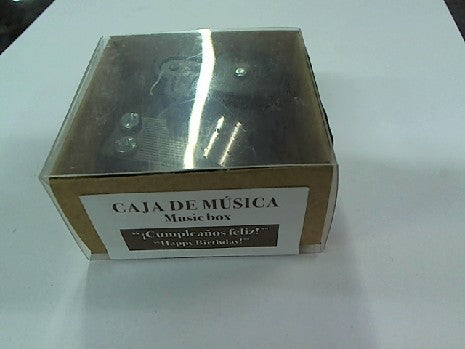 CAJA DE MÚSICA
Music box
"¡Cumpleaños feliz!"
"Happy Birthday!"